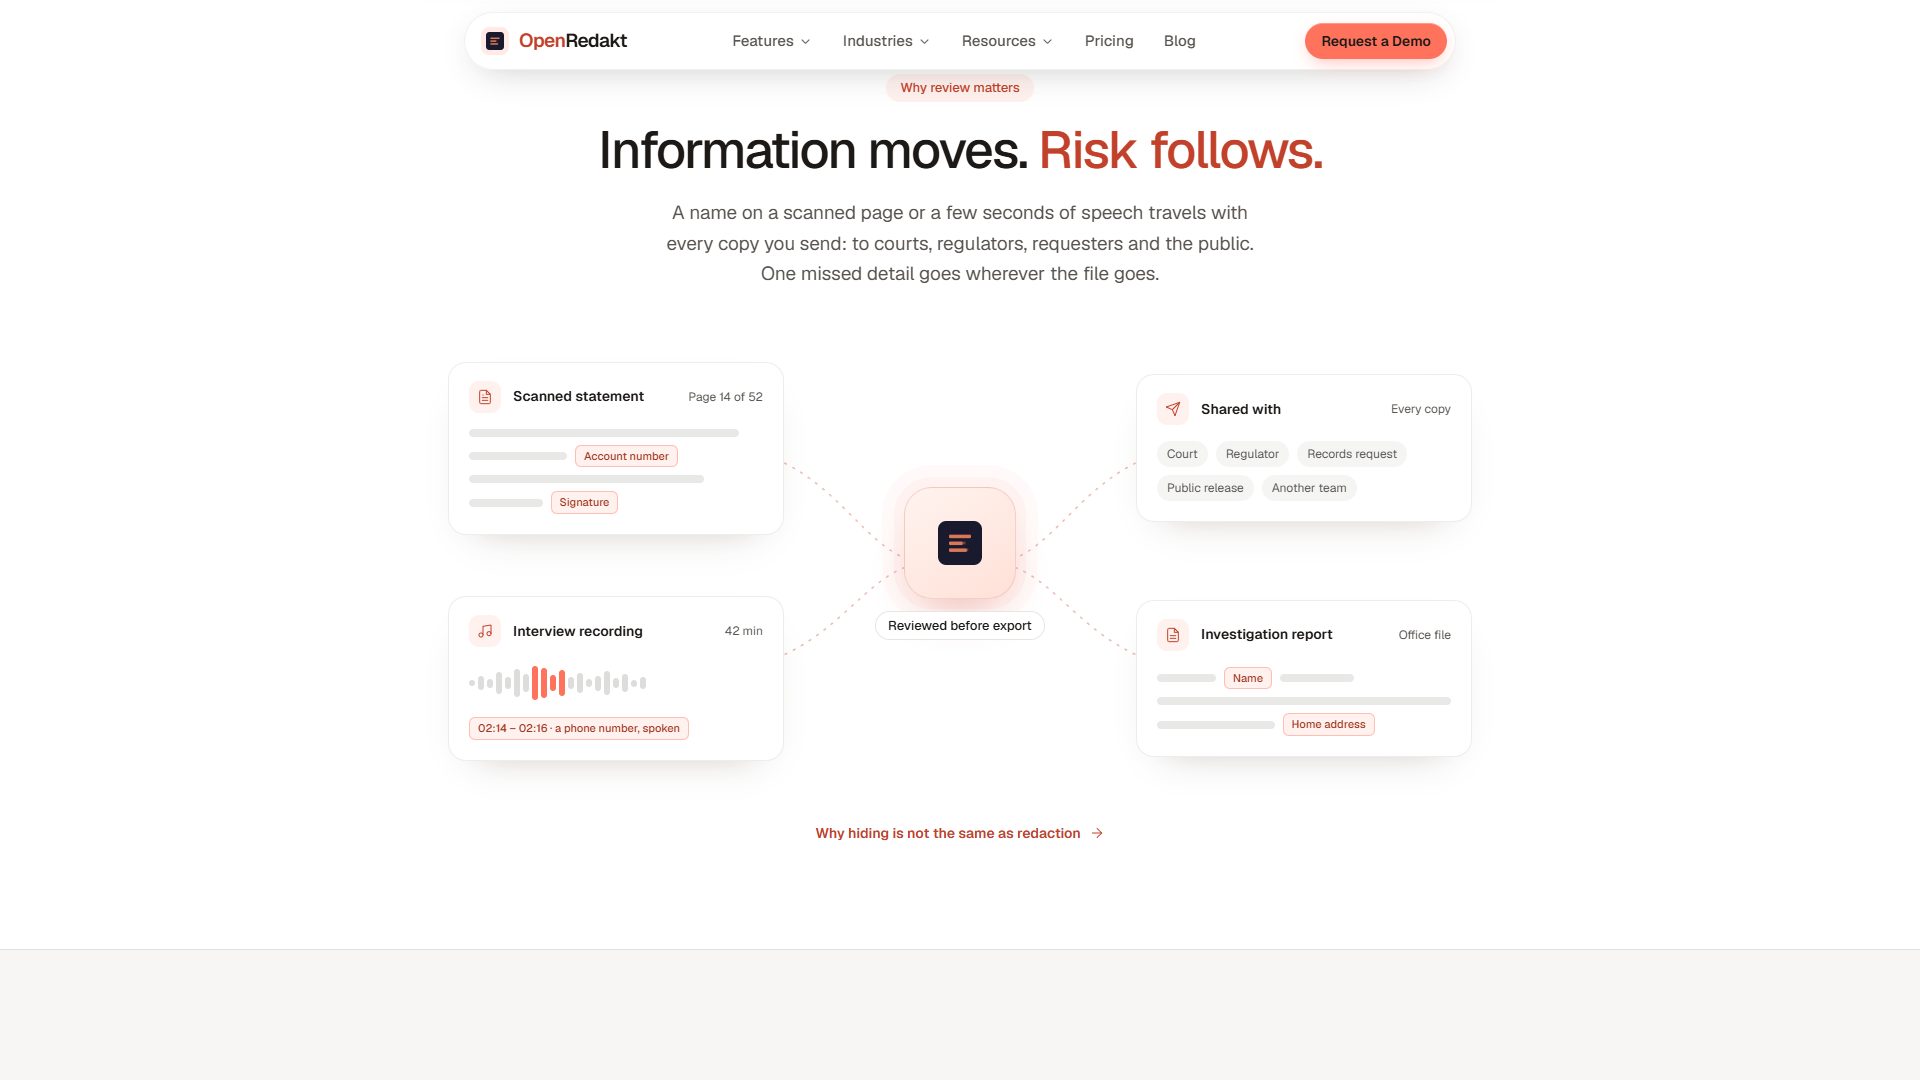 OpenRedakt
Features
Industries
Resources
Pricing
Blog
Request a Demo
Why review matters
Information moves. Risk follows.
A name on a scanned page or a few seconds of speech travels with
every copy you send: to courts, regulators, requesters and the public.
One missed detail goes wherever the file goes.
Scanned statement
Page 14 of 52
Account number
Signature
Interview recording
42 min
02:14 – 02:16 · a phone number, spoken
Reviewed before export
Shared with
Every copy
Court
Regulator
Records request
Public release
Another team
Investigation report
Office file
Name
Home address
Why hiding is not the same as redaction